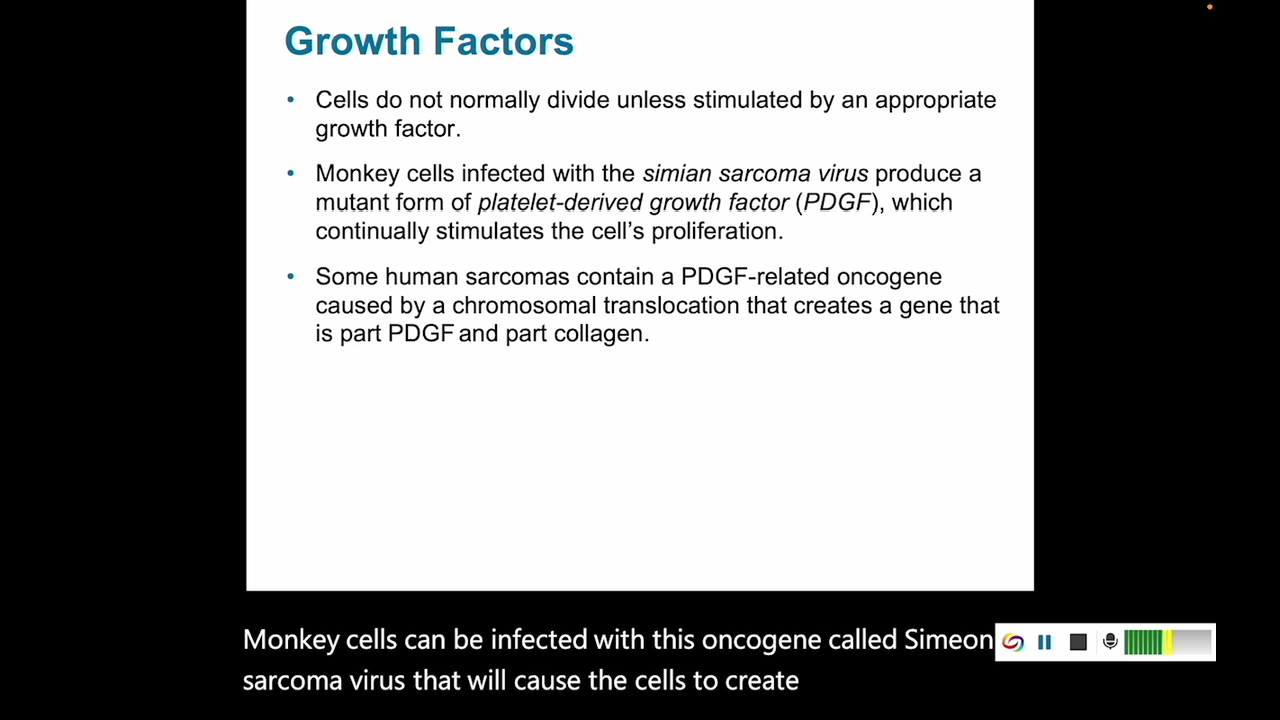 Growth Factors
• Cells do not normally divide unless stimulated by an appropriate
growth factor.
• Monkey cells infected with the simian sarcoma virus produce a
mutant form of platelet-derived growth factor (PDGF), which
continually stimulates the cell’s proliferation.
• Some human sarcomas contain a PDGF-related oncogene
caused by a chromosomal translocation that creates a gene that
is part PDGF and part collagen.
Monkey cells can be infected with this oncogene called Simeon
sarcoma virus that will cause the cells to create